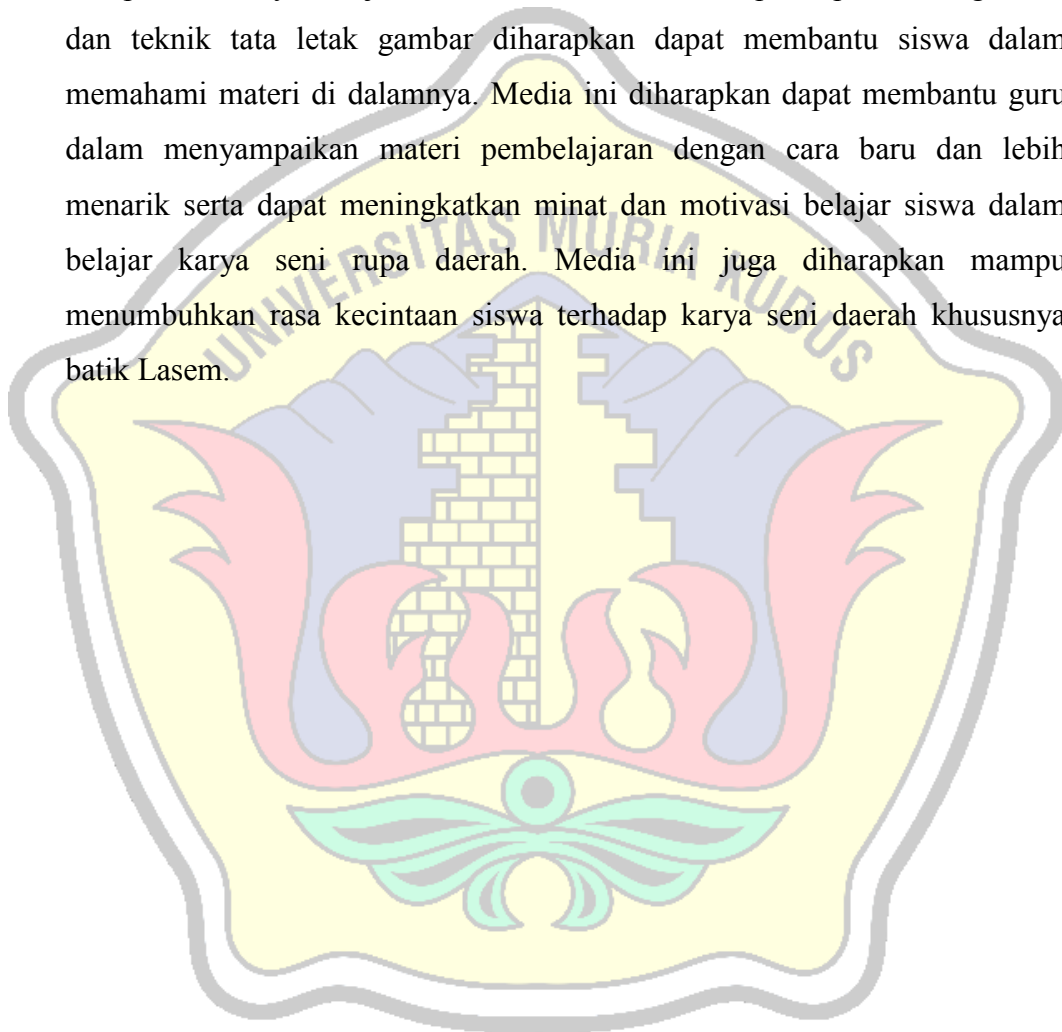 dan teknik tata letak gambar diharapkan dapat membantu siswa dalam
memahami materi di dalamnya. Media ini diharapkan dapat membantu guru
dalam menyampaikan materi pembelajaran dengan cara baru dan lebih
menarik serta dapat meningkatkan minat dan motivasi belajar siswa dalam
belajar karya seni rupa daerah. Media ini juga diharapkan mampu
menumbuhkan rasa kecintaan siswa terhadap karya seni daerah khususnya
batik Lasem.
UNIVERSITAS MURIA KUDUS